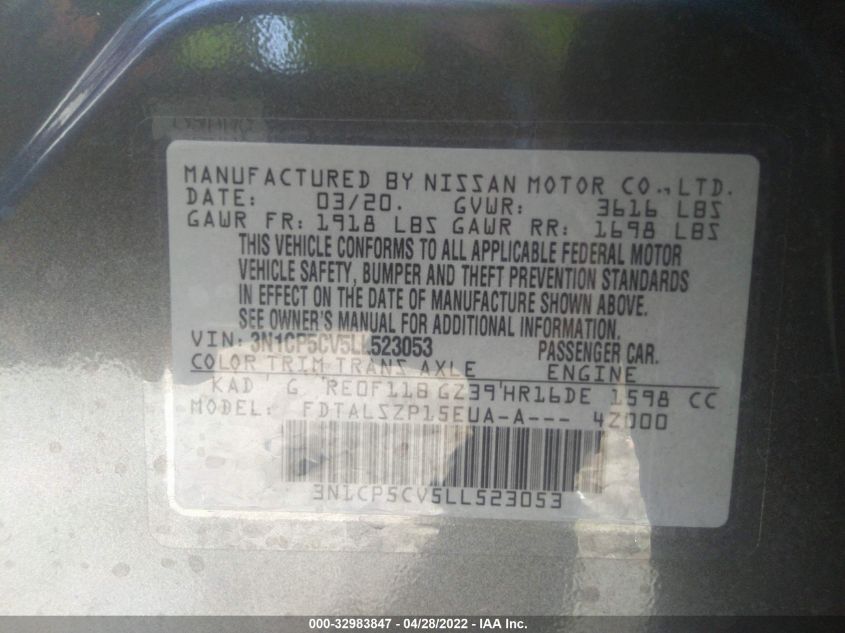 MANUFACTURED BY NISSAN MOTOR CO., LTD.
DATE: 03/20. GVWR: 3616 LBS
GAWR FR: 1918 LBS GAWR RR: 1698 LBS
THIS VEHICLE CONFORMS TO ALL APPLICABLE FEDERAL MOTOR
VEHICLE SAFETY, BUMPER AND THEFT PREVENTION STANDARDS
IN EFFECT ON THE DATE OF MANUFACTURE SHOWN ABOVE.
SEE OWNER'S MANUAL FOR ADDITIONAL INFORMATION.
VIN: 3N1CP5CV5LL523053 PASSENGER CAR.
COLOR TRIM TRANS AXLE ENGINE
KAD G RE0F11B GZ39 HR16DE 1598 CC
MODEL: FDTALSZP15EUA-A--- 4Z000
3N1CP5CV5LL523053
000-32983847 - 04/28/2022 - IAA Inc.